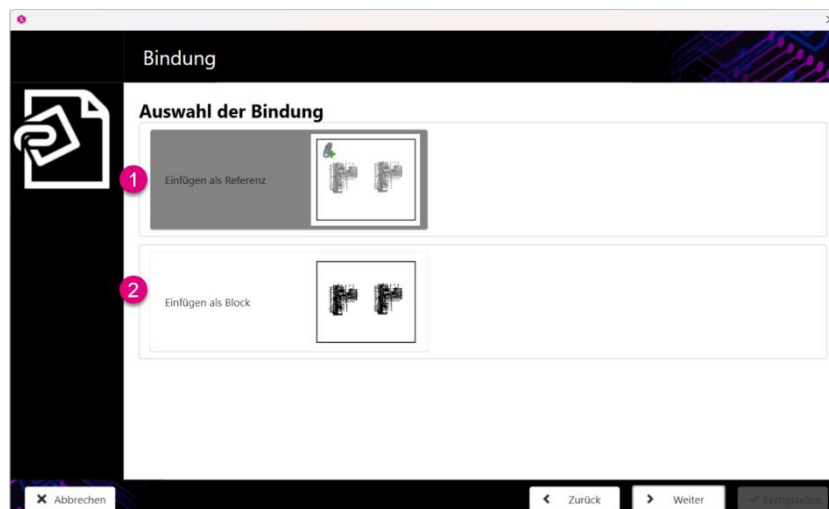 Bindung
Auswahl der Bindung
1
Einfügen als Referenz
2
Einfügen als Block
Abbrechen
Zurück
Weiter
Fertigstellen